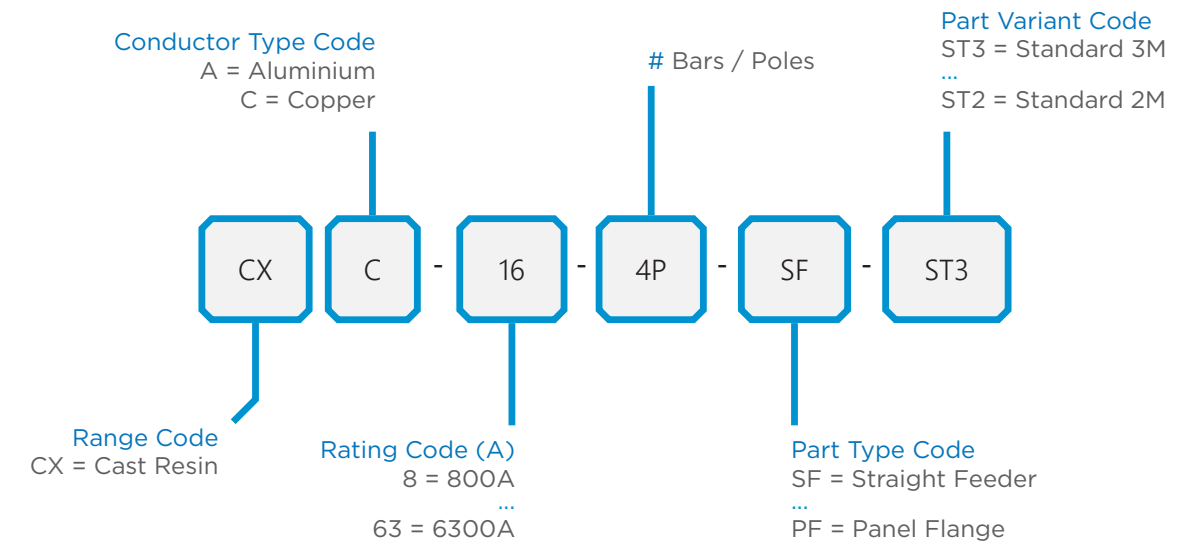 Conductor Type Code
A = Aluminium
C = Copper
# Bars / Poles
Part Variant Code
ST3 = Standard 3M
...
ST2 = Standard 2M
CX C - 16 - 4P - SF - ST3
Range Code
CX = Cast Resin
Rating Code (A)
8 = 800A
...
63 = 6300A
Part Type Code
SF = Straight Feeder
...
PF = Panel Flange